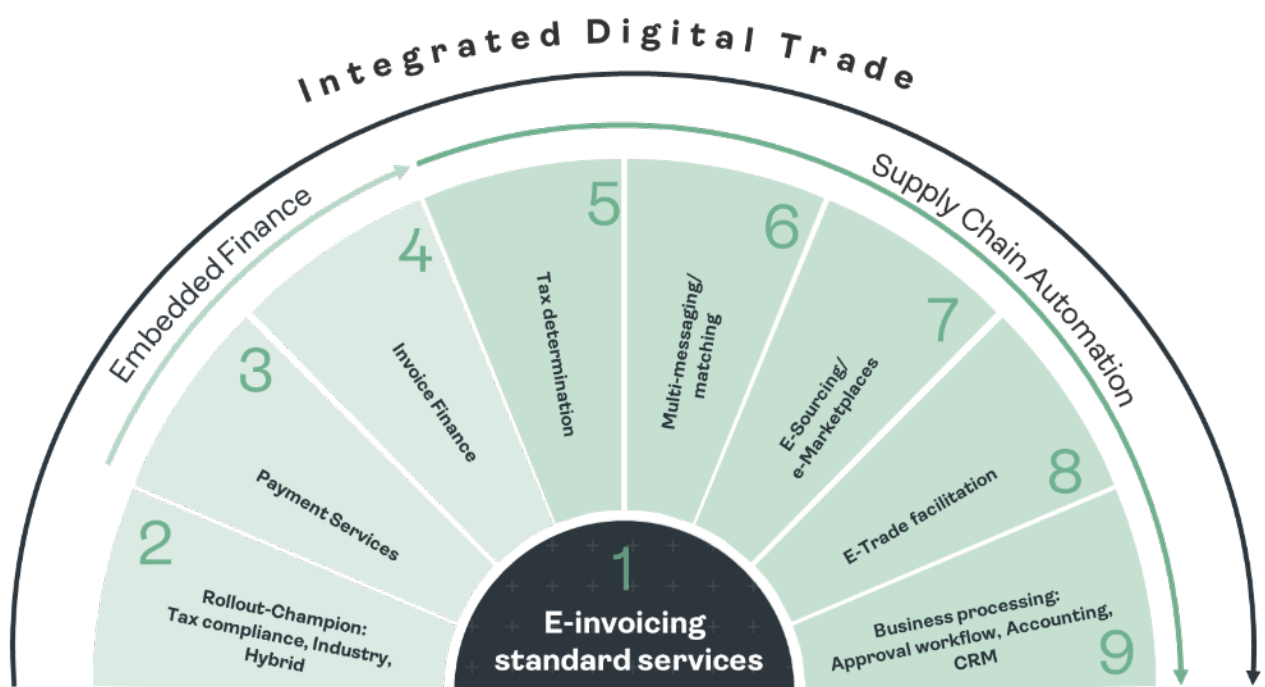 Integrated Digital Trade
Embedded Finance
Supply Chain Automation
1
E-invoicing
standard services
2
Rollout-Champion:
Tax compliance, Industry,
Hybrid
3
Payment Services
4
Invoice Finance
5
Tax determination
6
Multi-messaging/
matching
7
E-Sourcing/
e-Marketplaces
8
E-Trade facilitation
9
Business processing:
Approval workflow, Accounting,
CRM